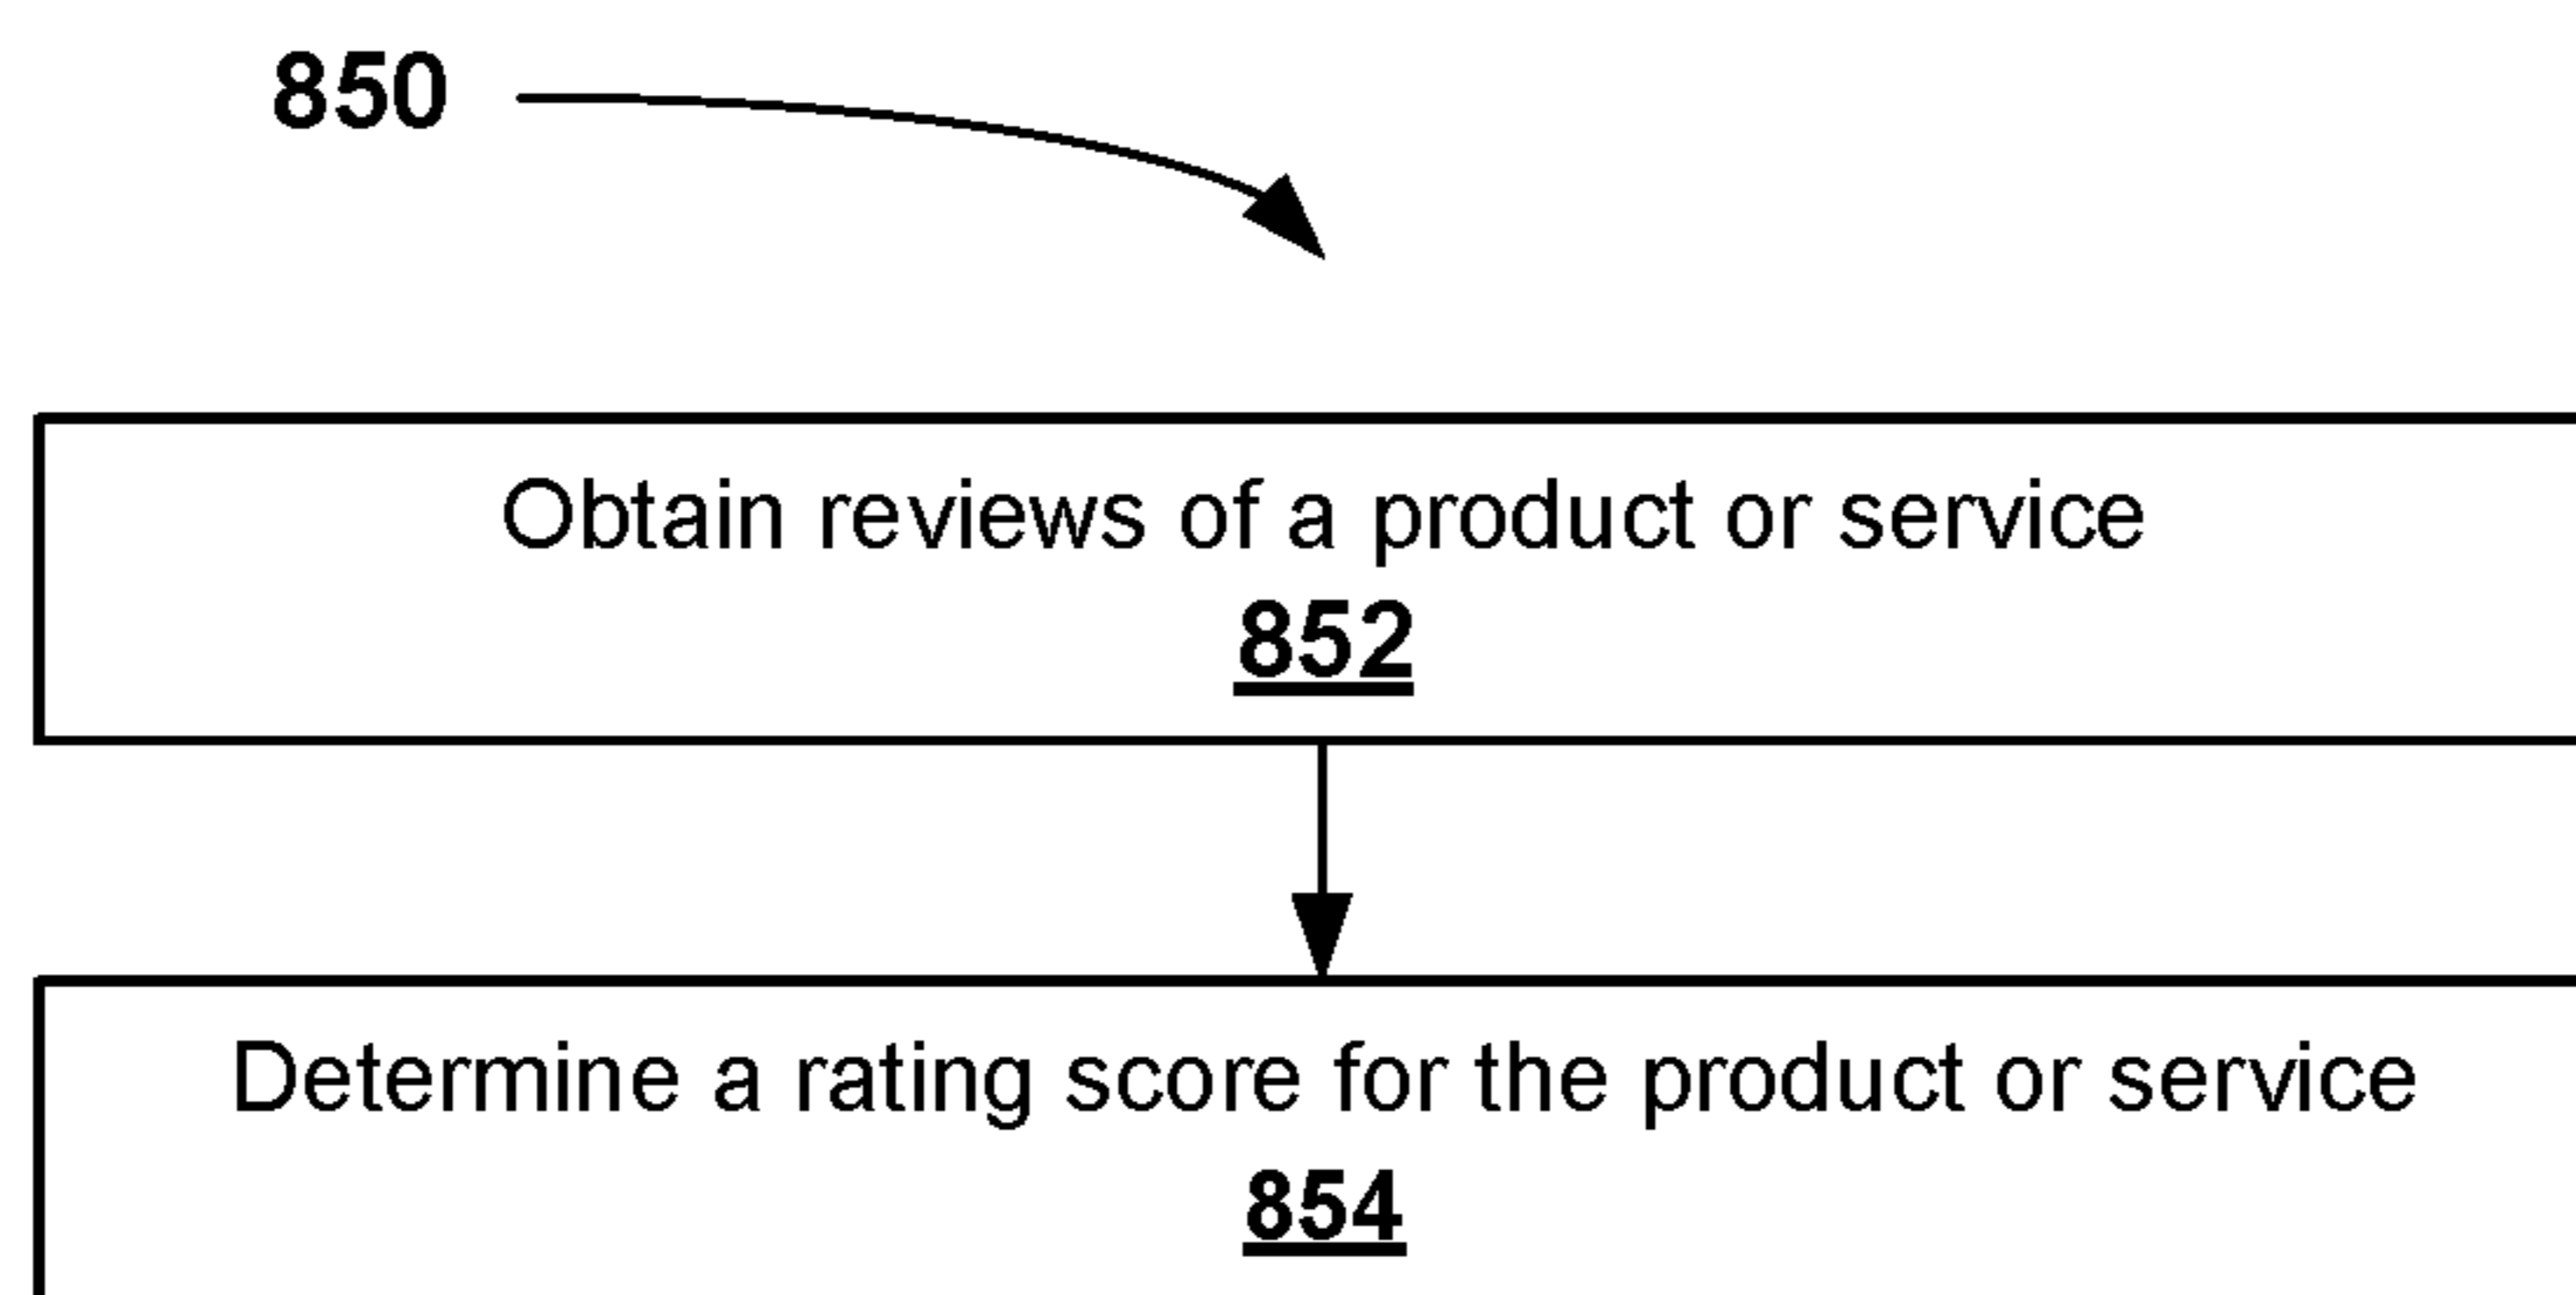 850
Obtain reviews of a product or service
852
Determine a rating score for the product or service
854